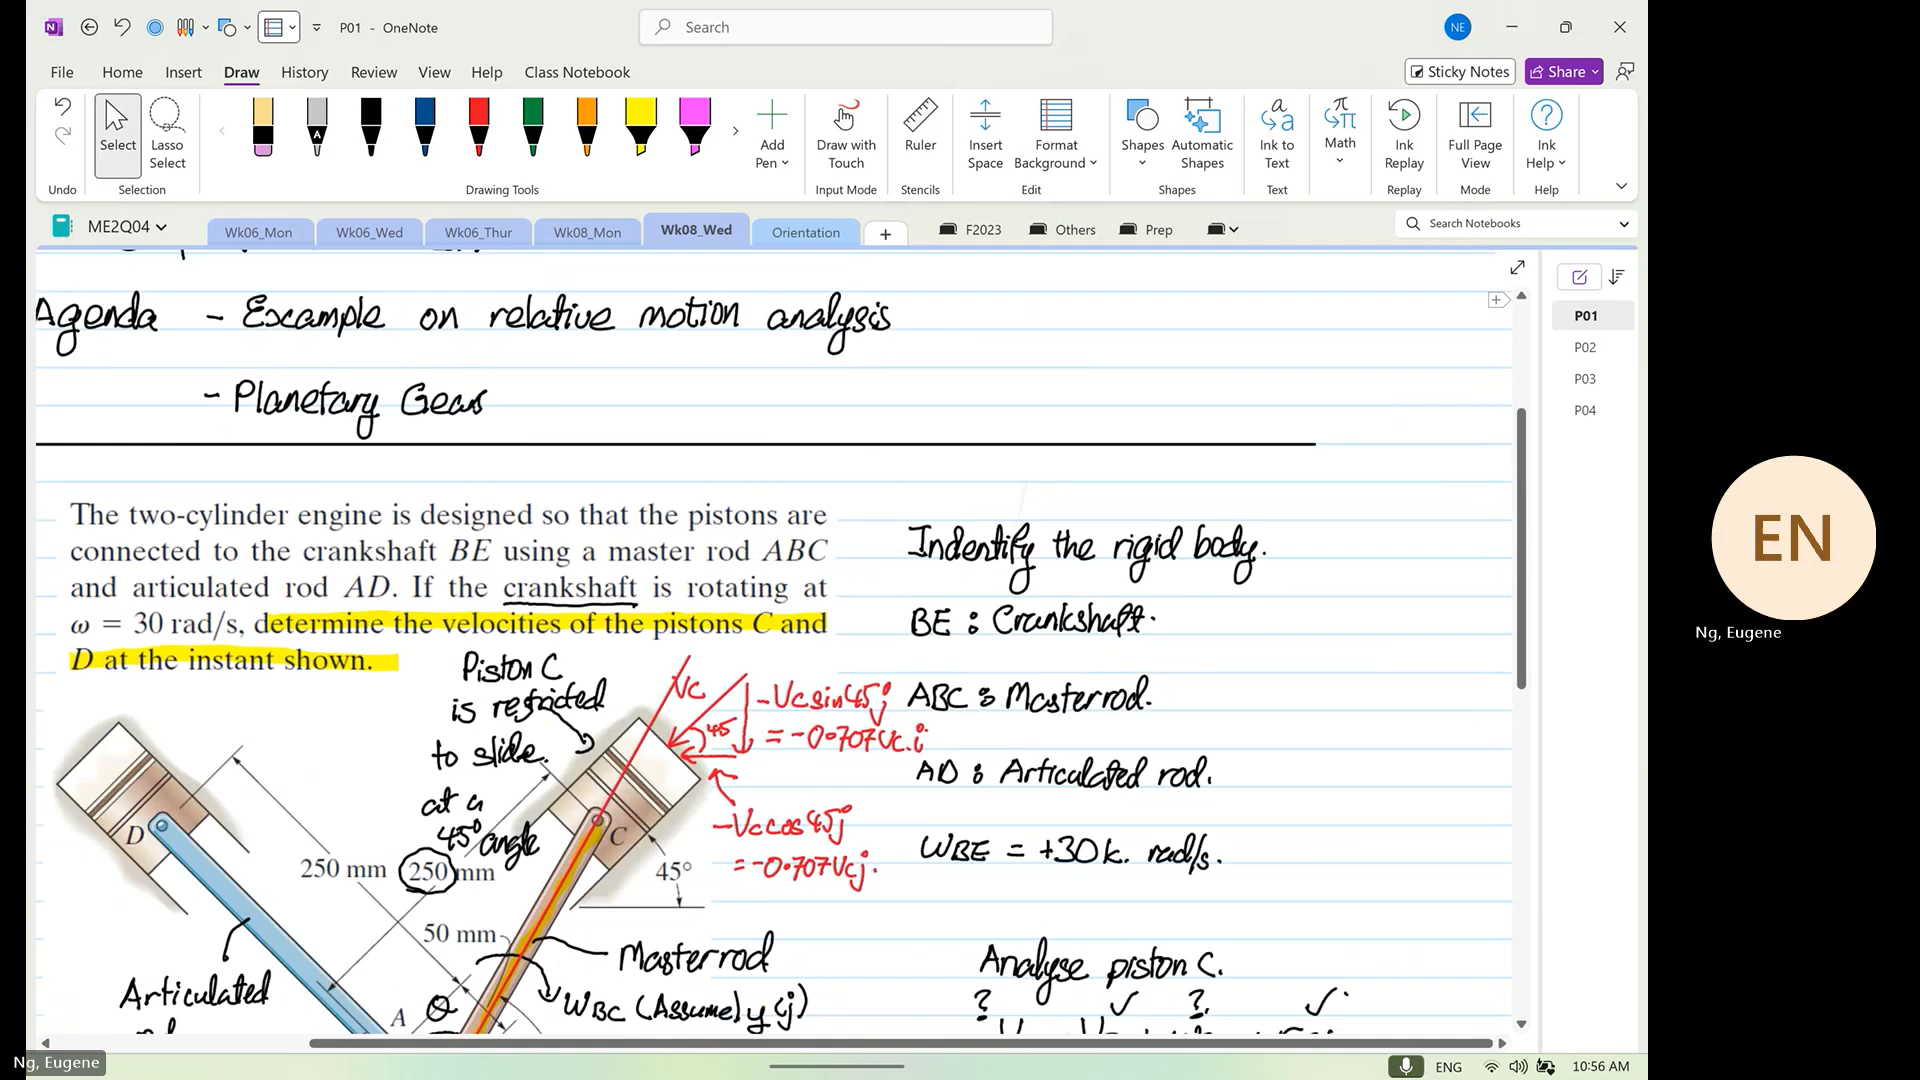 P01 - OneNote
Search
NE
File Home Insert Draw History Review View Help Class Notebook
Sticky Notes
Share
Select
Lasso Select
Add Pen
Draw with Touch
Ruler
Insert Space
Format Background
Shapes
Automatic Shapes
Ink to Text
Math
Ink Replay
Full Page View
Ink Help
Undo
Selection
Drawing Tools
Input Mode
Stencils
Edit
Shapes
Text
Replay
Mode
Help
ME2Q04
Wk06_Mon
Wk06_Wed
Wk06_Thur
Wk08_Mon
Wk08_Wed
Orientation
F2023
Others
Prep
Search Notebooks
P01
P02
P03
P04
Agenda - Example on relative motion analysis
- Planetary Gears
The two-cylinder engine is designed so that the pistons are
connected to the crankshaft BE using a master rod ABC
and articulated rod AD. If the crankshaft is rotating at
ω = 30 rad/s, determine the velocities of the pistons C and
D at the instant shown.
Piston C
is restricted
to slide.
at a
45° angle
Vc
45
-Vcsin45j
= -0.707Vc.i
-Vccos45j
= -0.707Vcj.
D
C
250 mm
250 mm
45°
50 mm
Masterrod
WBC (Assume) y (j)
Articulated
A
θ
Indentify the rigid body.
BE : Crankshaft.
ABC : Masterrod.
AD : Articulated rod.
WBE = +30k. rad/s.
Analyse piston C.
? ✓ ? ✓
EN
Ng, Eugene
Ng, Eugene
ENG
10:56 AM